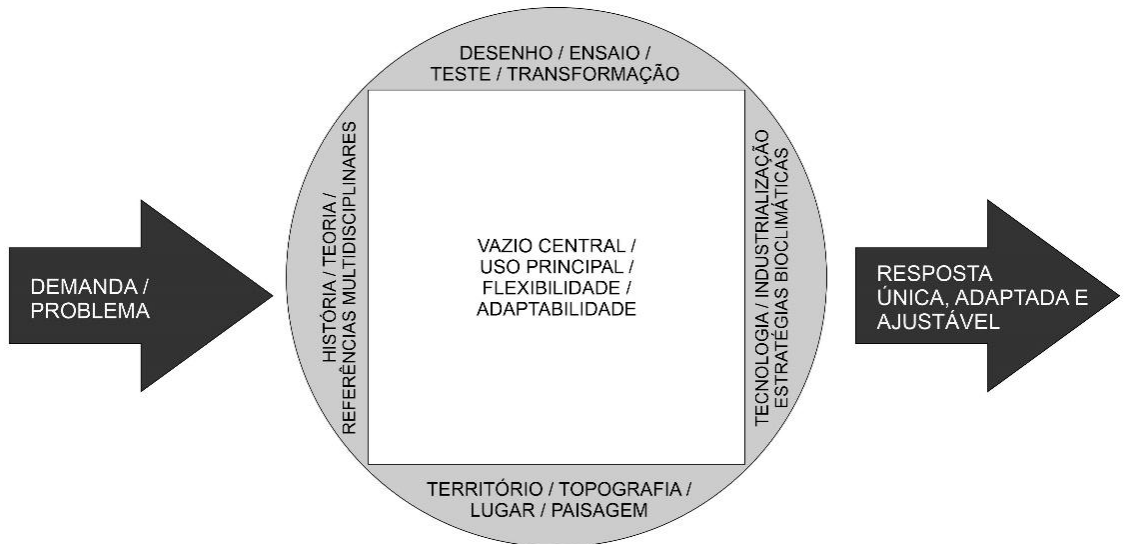 DESENHO / ENSAIO /
TESTE / TRANSFORMAÇÃO
DEMANDA /
PROBLEMA
HISTÓRIA / TEORIA /
REFERÊNCIAS MULTIDISCIPLINARES
VAZIO CENTRAL /
USO PRINCIPAL /
FLEXIBILIDADE /
ADAPTABILIDADE
TECNOLOGIA / INDUSTRIALIZAÇÃO
ESTRATÉGIAS BIOCLIMÁTICAS
RESPOSTA
ÚNICA, ADAPTADA E
AJUSTÁVEL
TERRITÓRIO / TOPOGRAFIA /
LUGAR / PAISAGEM